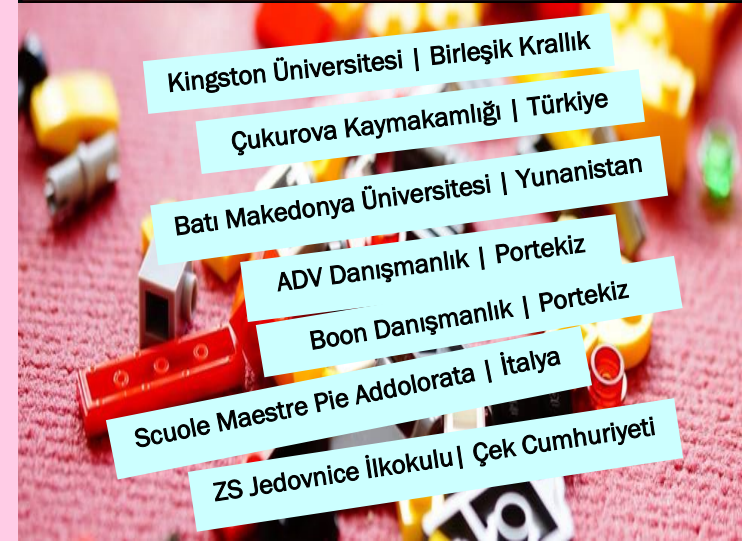 Kingston Üniversitesi | Birleşik Krallık
Çukurova Kaymakamlığı | Türkiye
Batı Makedonya Üniversitesi | Yunanistan
ADV Danışmanlık | Portekiz
Boon Danışmanlık | Portekiz
Scuole Maestre Pie Addolorata | İtalya
ZS Jedovnice İlkokulu| Çek Cumhuriyeti